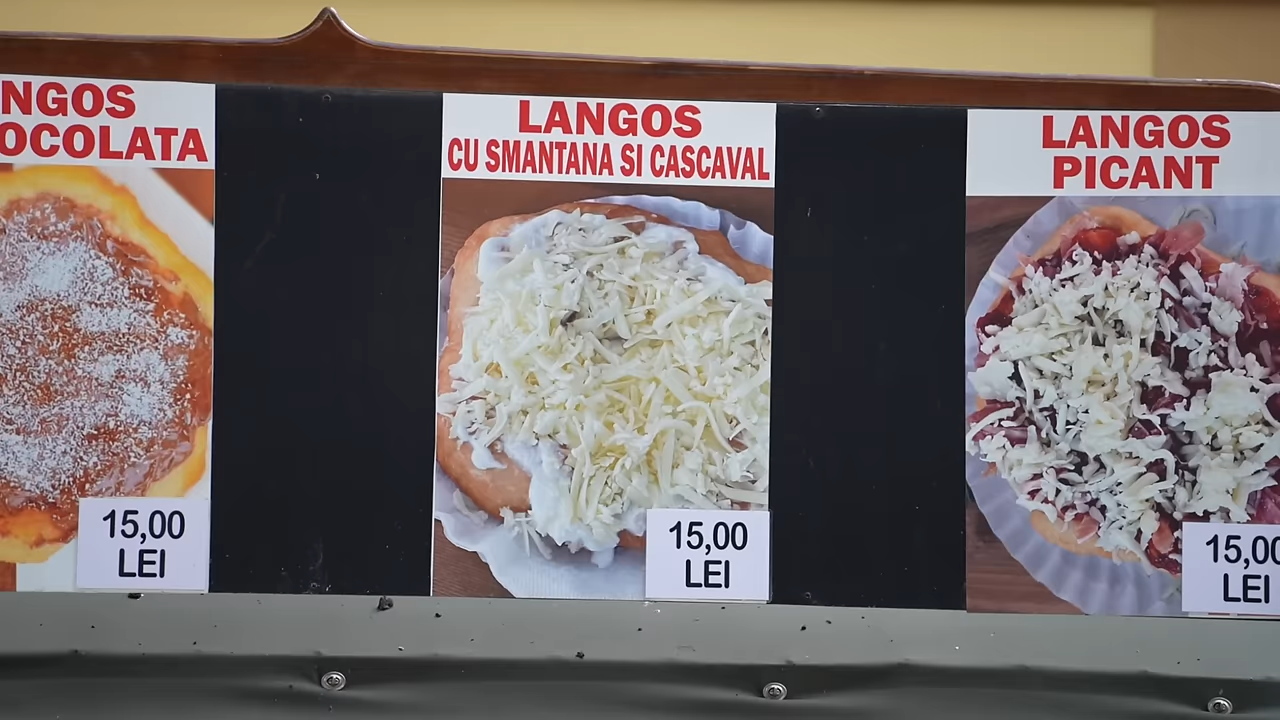 NGOS
OCOLATA
15,00
LEI
LANGOS
CU SMANTANA SI CASCAVAL
15,00
LEI
LANGOS
PICANT
15,00
LEI